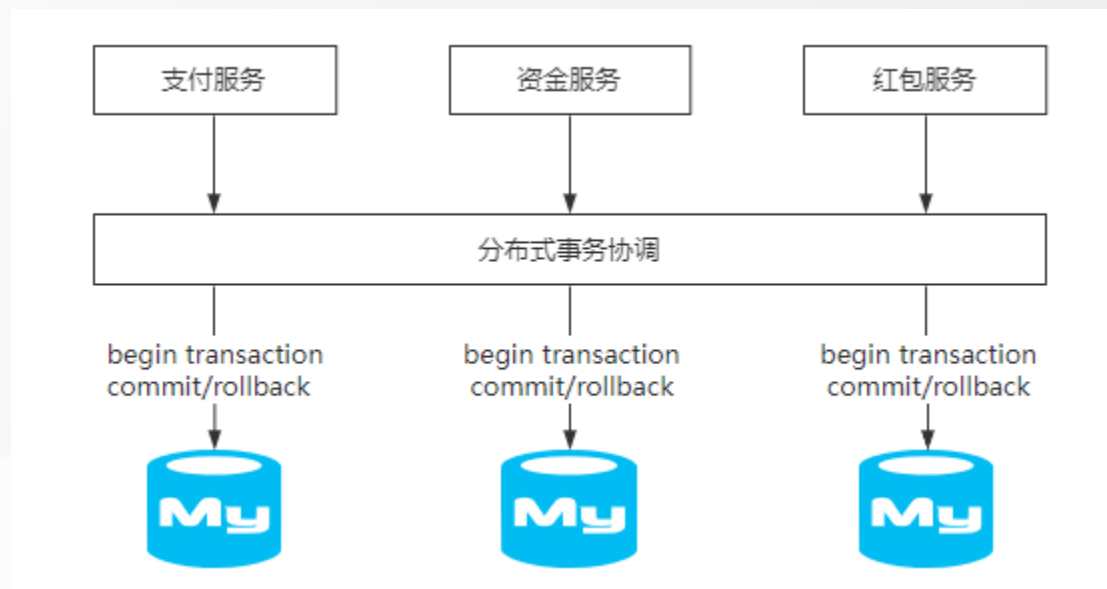 支付服务
资金服务
红包服务
分布式事务协调
begin transaction
commit/rollback
begin transaction
commit/rollback
begin transaction
commit/rollback
My
My
My